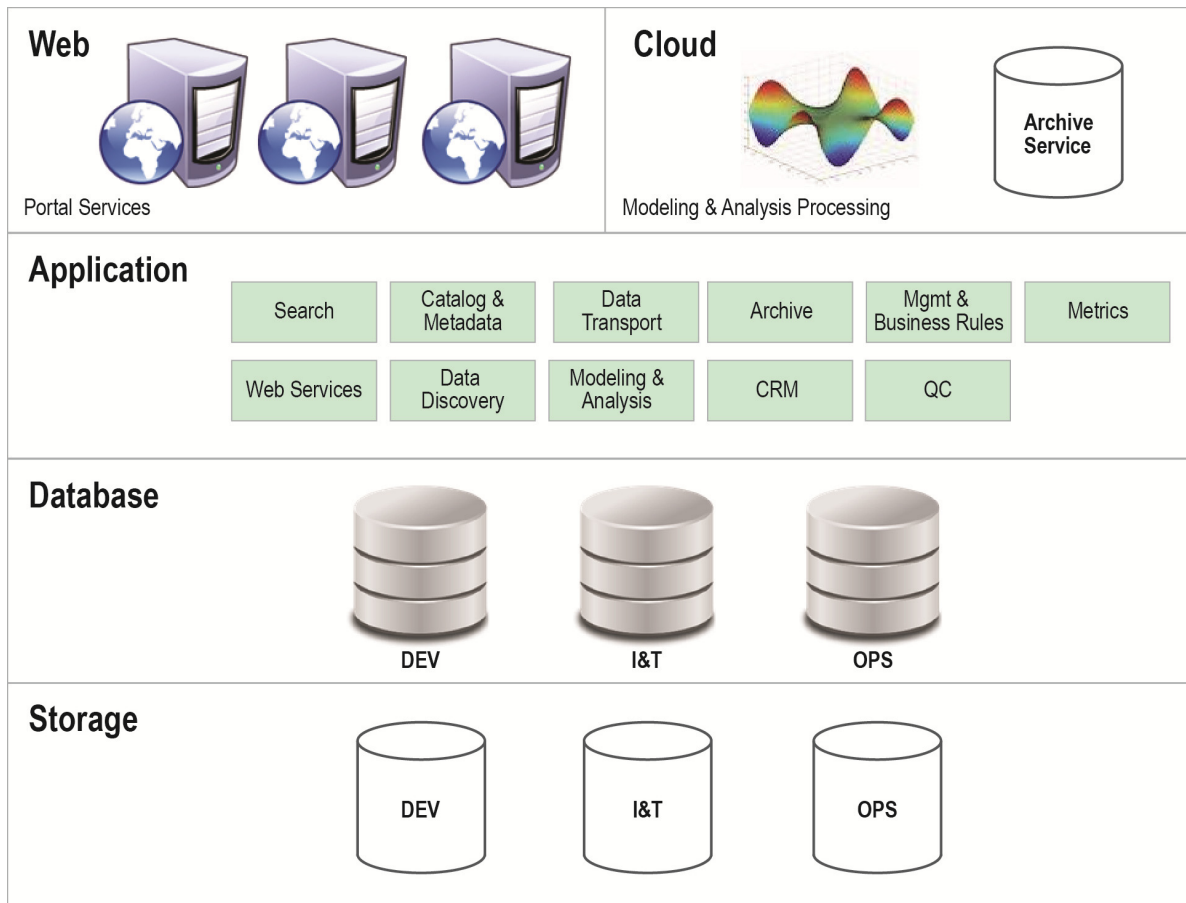 Web
Cloud
Archive
Service
Portal Services
Modeling & Analysis Processing
Application
Search
Catalog &
Metadata
Data
Transport
Archive
Mgmt &
Business Rules
Metrics
Web Services
Data
Discovery
Modeling &
Analysis
CRM
QC
Database
DEV
I&T
OPS
Storage
DEV
I&T
OPS